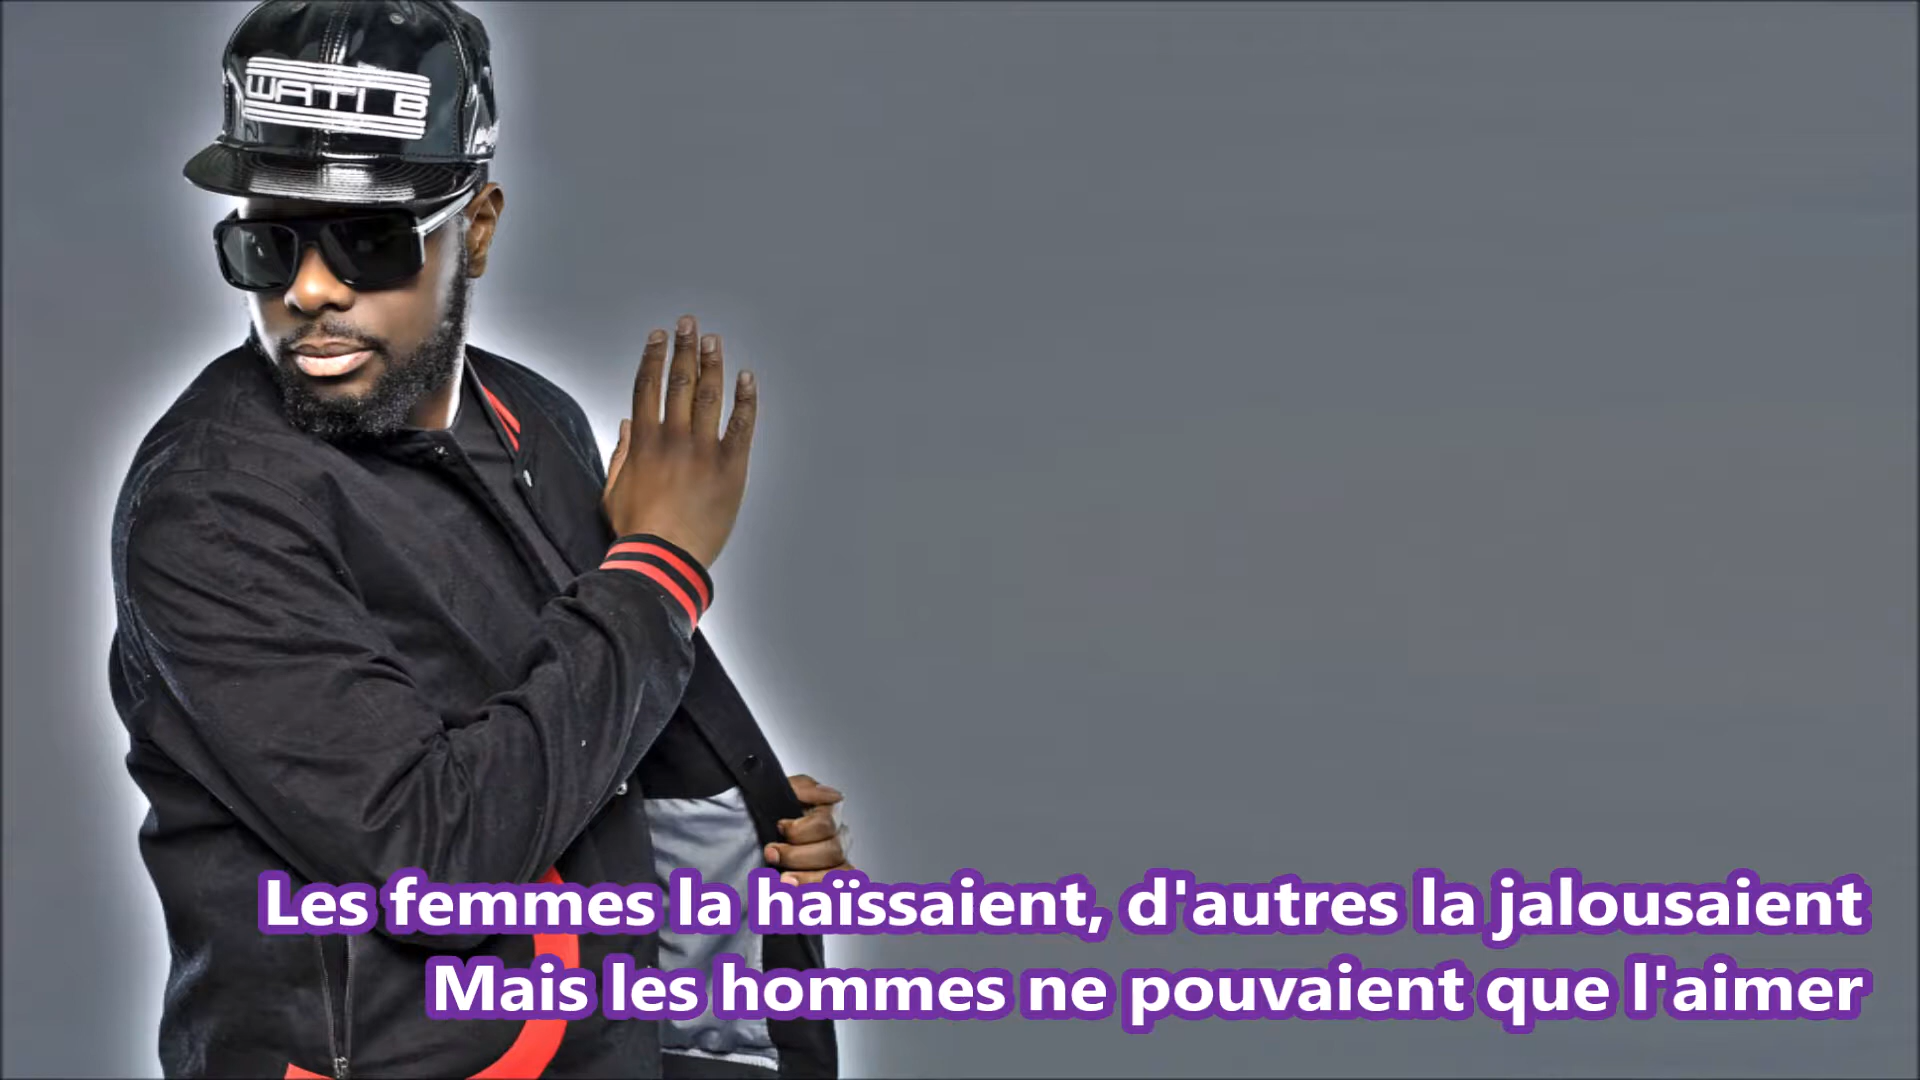 WATI B
Les femmes la haïssaient, d'autres la jalousaient
Mais les hommes ne pouvaient que l'aimer